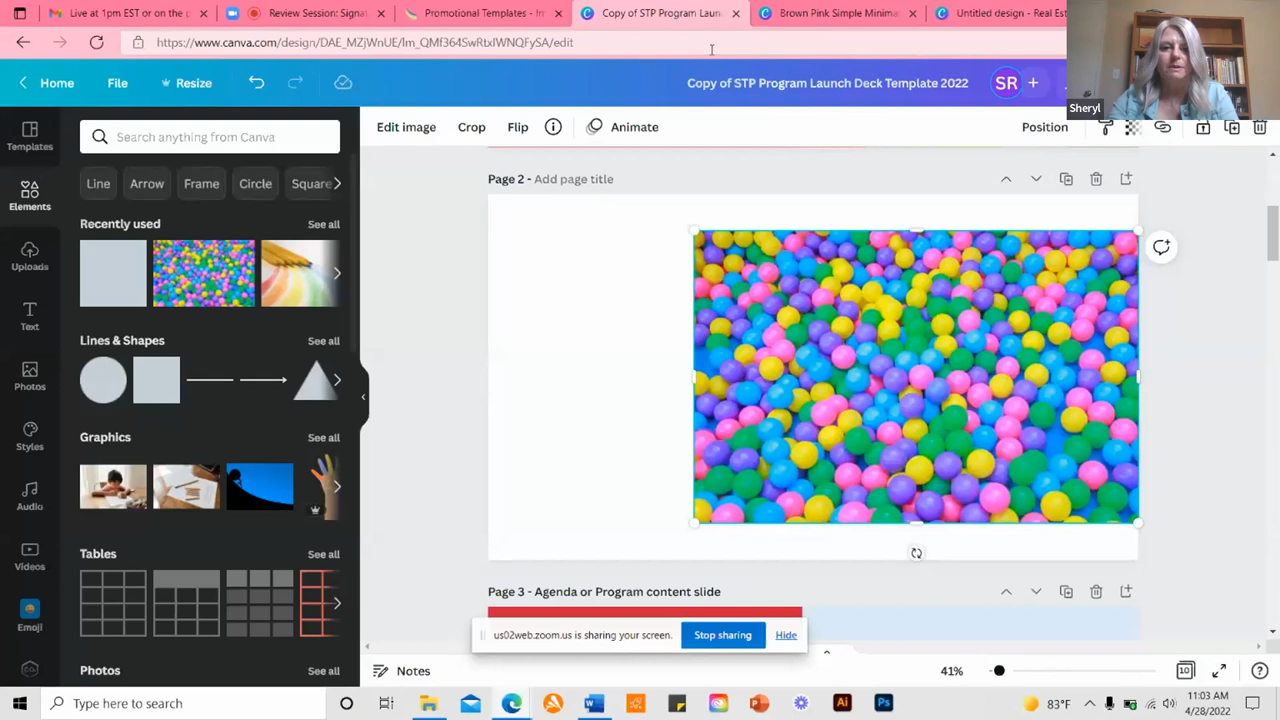 Live at 1pm EST or on the p
Review Session: Signat
Promotional Templates - Im
Copy of STP Program Laun
Brown Pink Simple Minima
Untitled design - Real Est
https://www.canva.com/design/DAE_MZjWnUE/lm_QMf364SwRtxlWNQFySA/edit
Home
File
Resize
Copy of STP Program Launch Deck Template 2022
SR
Sheryl
Templates
Elements
Uploads
Text
Photos
Styles
Audio
Videos
Emoji
Search anything from Canva
Line
Arrow
Frame
Circle
Square
Recently used
See all
Lines & Shapes
See all
Graphics
See all
Tables
See all
Photos
See all
Edit image
Crop
Flip
Animate
Position
Page 2 - Add page title
Page 3 - Agenda or Program content slide
us02web.zoom.us is sharing your screen.
Stop sharing
Hide
Notes
41%
10
Type here to search
Ai
Ps
83°F
11:03 AM
4/28/2022